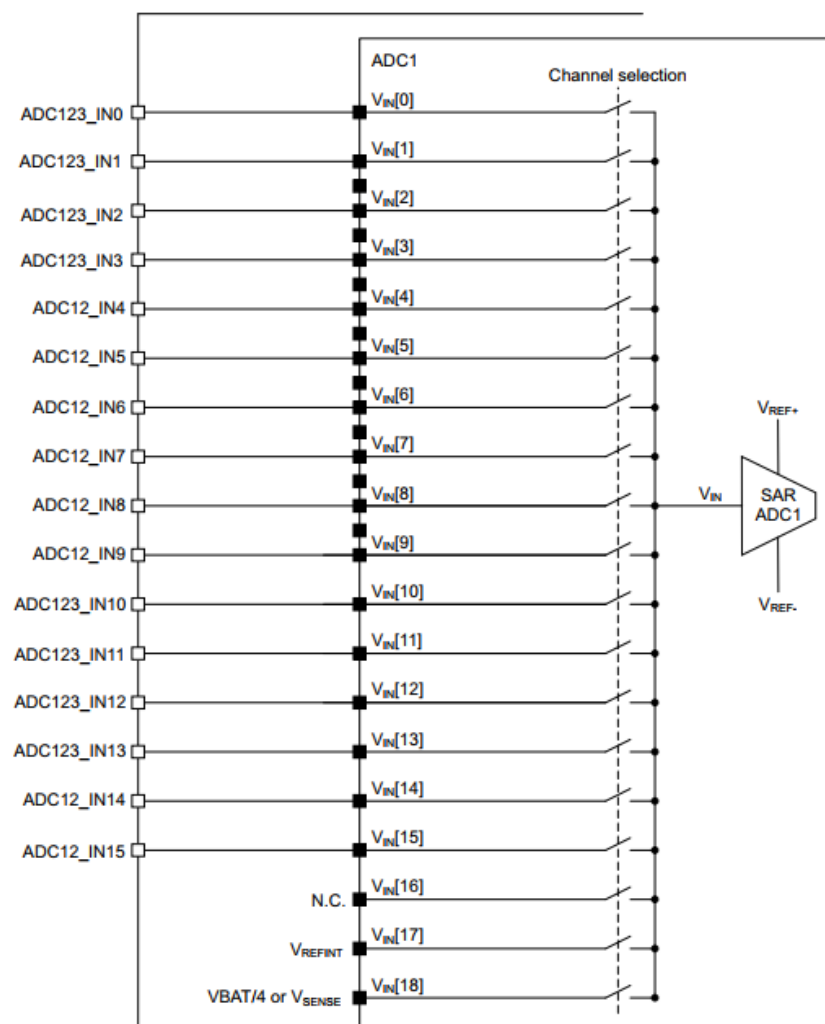 ADC1
Channel selection
ADC123_IN0 VIN[0]
ADC123_IN1 VIN[1]
ADC123_IN2 VIN[2]
ADC123_IN3 VIN[3]
ADC12_IN4 VIN[4]
ADC12_IN5 VIN[5]
ADC12_IN6 VIN[6]
ADC12_IN7 VIN[7]
ADC12_IN8 VIN[8]
ADC12_IN9 VIN[9]
ADC123_IN10 VIN[10]
ADC123_IN11 VIN[11]
ADC123_IN12 VIN[12]
ADC123_IN13 VIN[13]
ADC12_IN14 VIN[14]
ADC12_IN15 VIN[15]
N.C. VIN[16]
VREFINT VIN[17]
VBAT/4 or VSENSE VIN[18]
VREF+
VIN
SAR
ADC1
VREF-